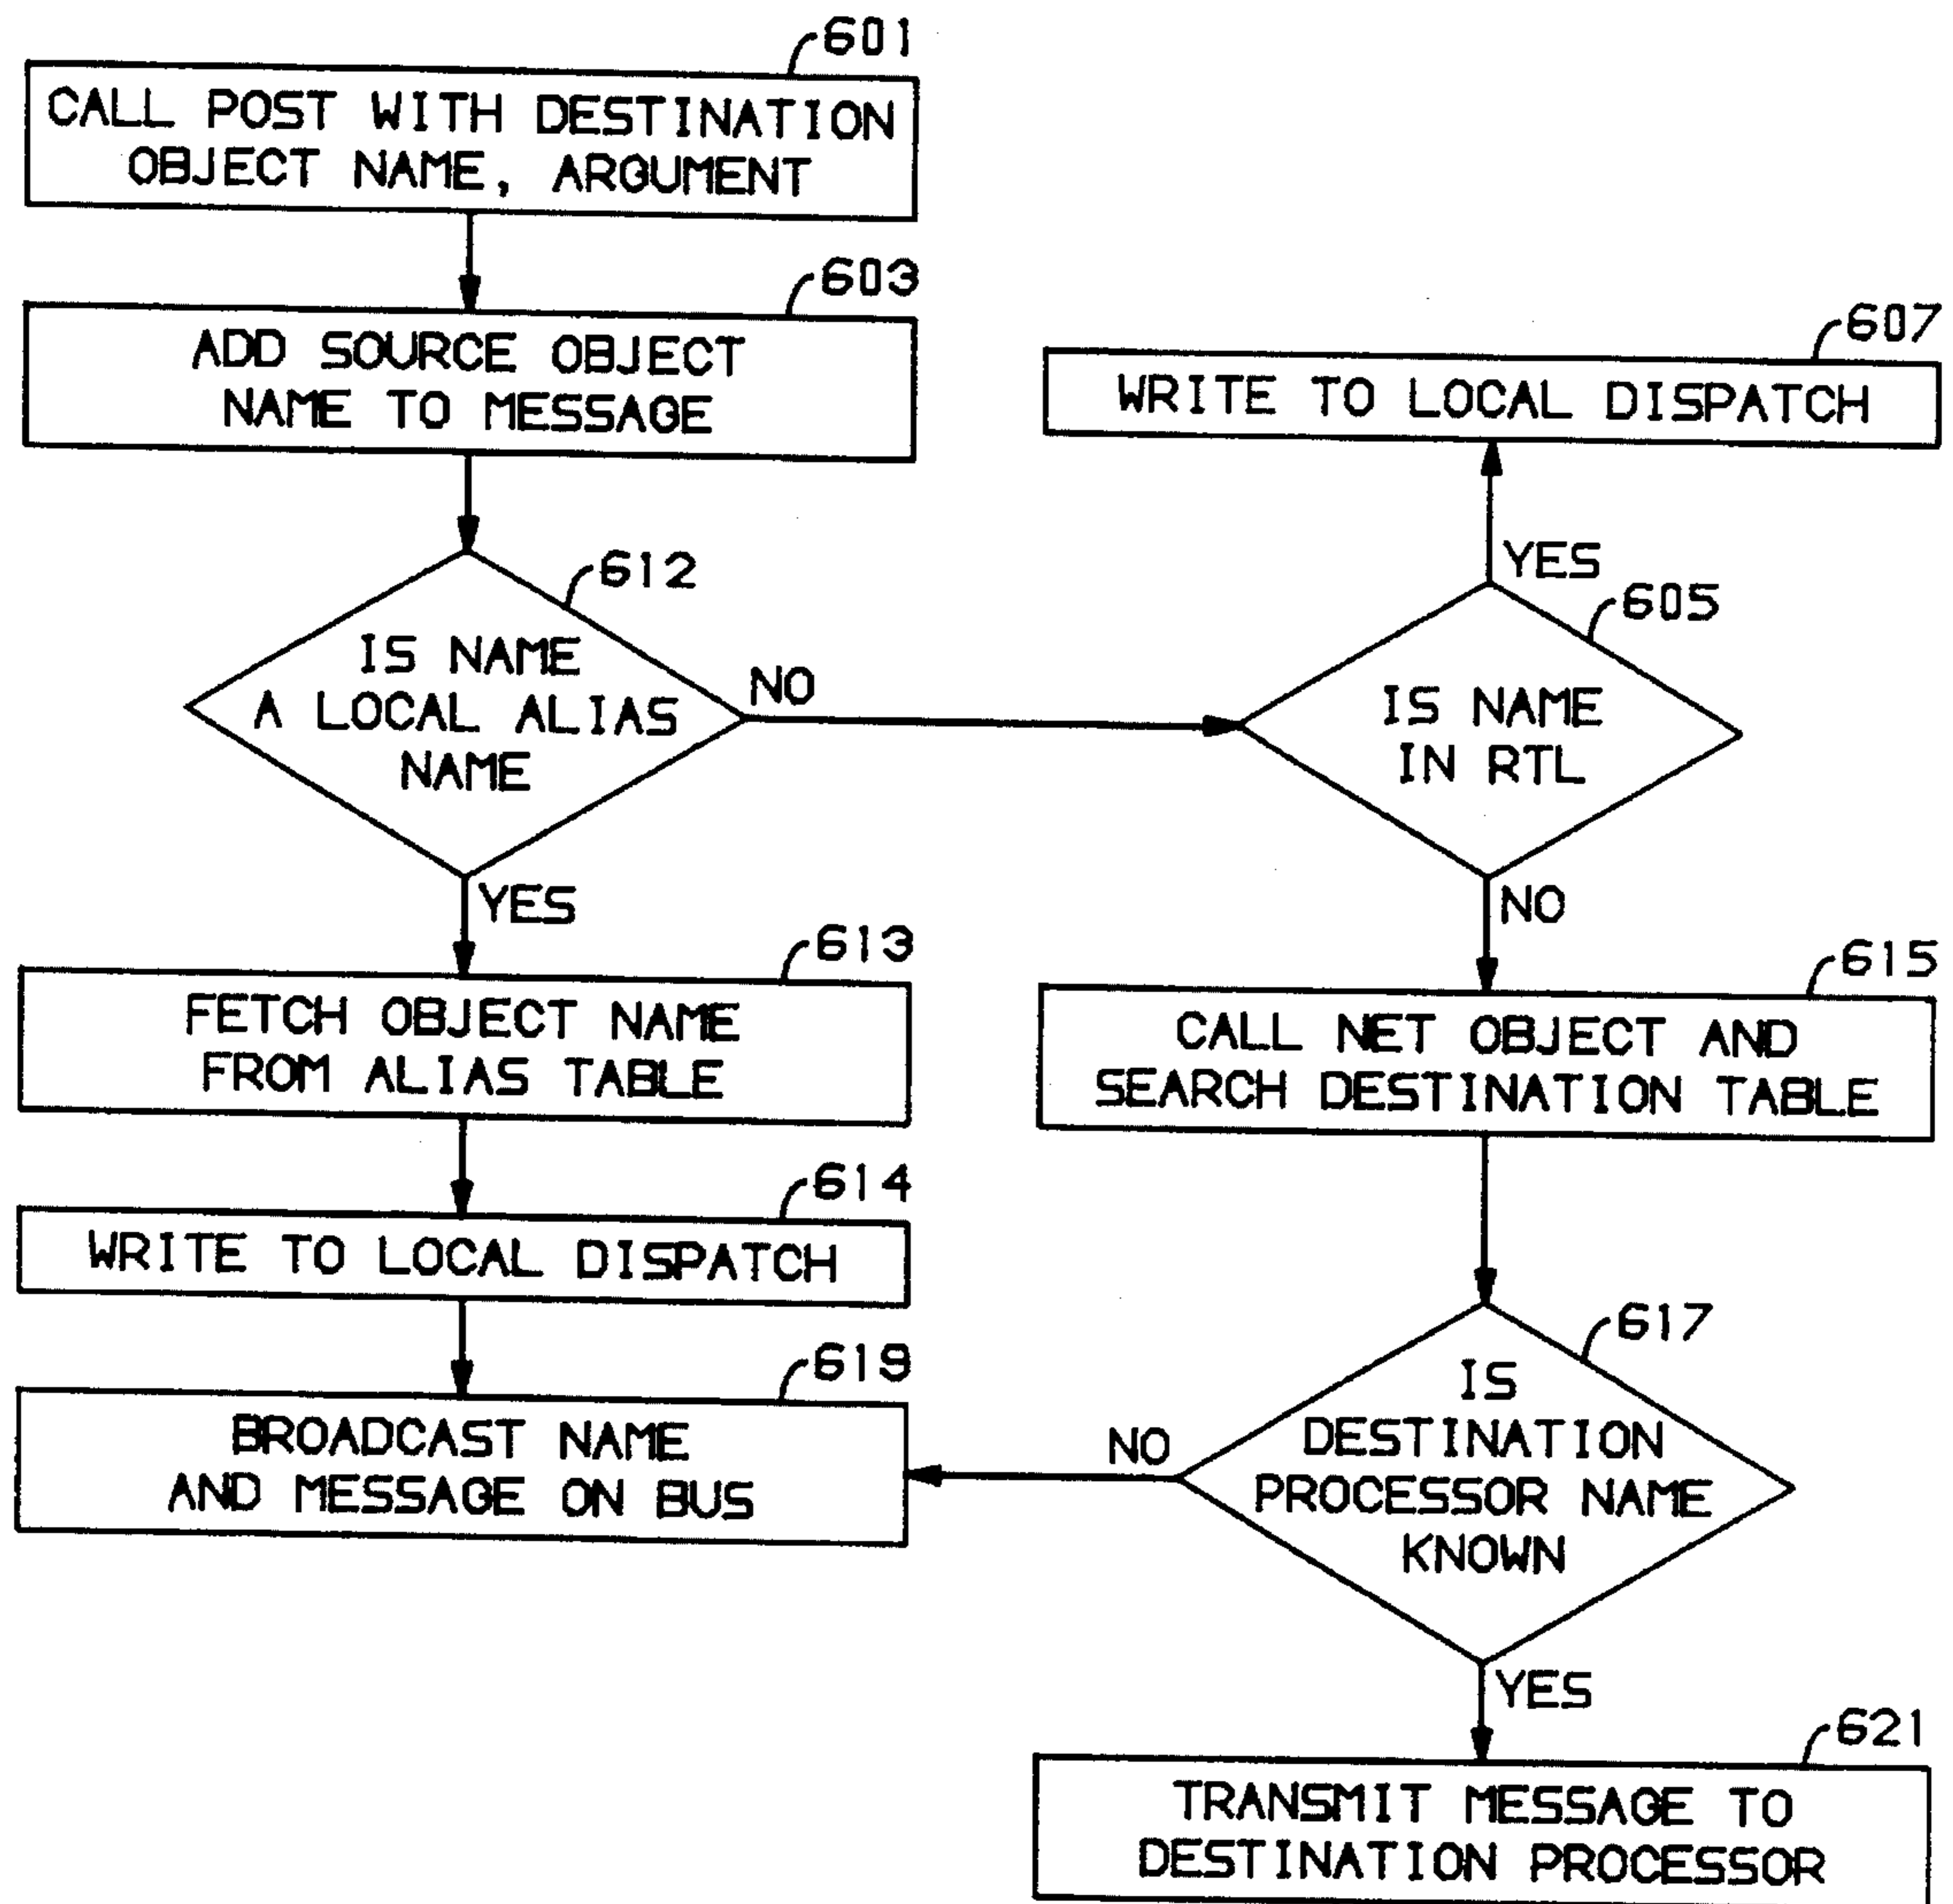 601
CALL POST WITH DESTINATION
OBJECT NAME, ARGUMENT
603
ADD SOURCE OBJECT
NAME TO MESSAGE
607
WRITE TO LOCAL DISPATCH
YES
612
IS NAME
A LOCAL ALIAS
NAME
NO
605
IS NAME
IN RTL
YES
NO
613
FETCH OBJECT NAME
FROM ALIAS TABLE
615
CALL NET OBJECT AND
SEARCH DESTINATION TABLE
614
WRITE TO LOCAL DISPATCH
619
BROADCAST NAME
AND MESSAGE ON BUS
617
IS
DESTINATION
PROCESSOR NAME
KNOWN
NO
YES
621
TRANSMIT MESSAGE TO
DESTINATION PROCESSOR